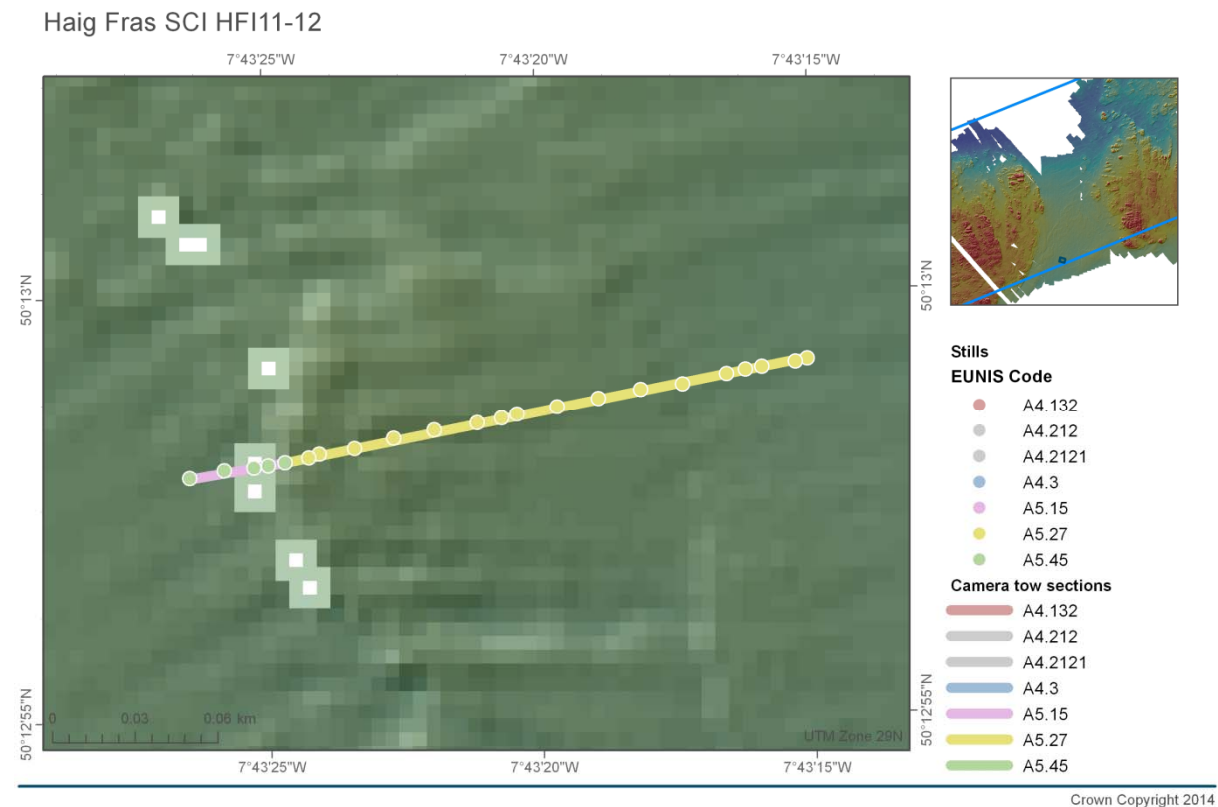 Haig Fras SCI HFI11-12
7°43'25"W 7°43'20"W 7°43'15"W
50°13'N
50°13'N
50°12'55"N
50°12'55"N
0 0.03 0.06 km
UTM Zone 29N
7°43'25"W 7°43'20"W 7°43'15"W
Stills
EUNIS Code
A4.132
A4.212
A4.2121
A4.3
A5.15
A5.27
A5.45
Camera tow sections
A4.132
A4.212
A4.2121
A4.3
A5.15
A5.27
A5.45
Crown Copyright 2014